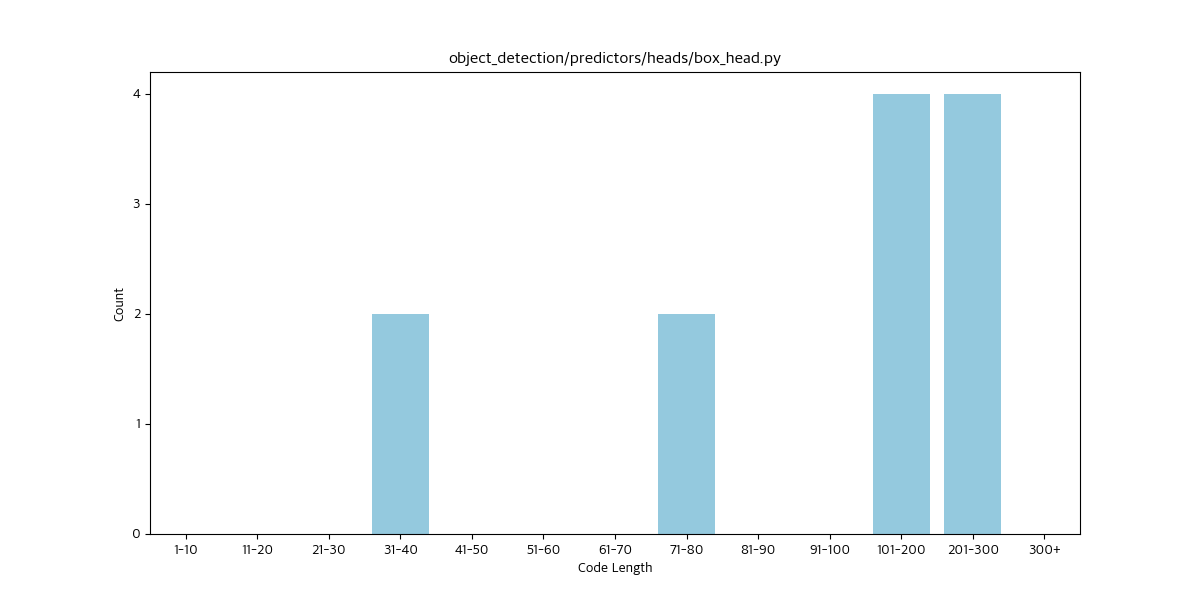 object_detection/predictors/heads/box_head.py
4
3
2
1
0
Count
1-10 11-20 21-30 31-40 41-50 51-60 61-70 71-80 81-90 91-100 101-200 201-300 300+
Code Length